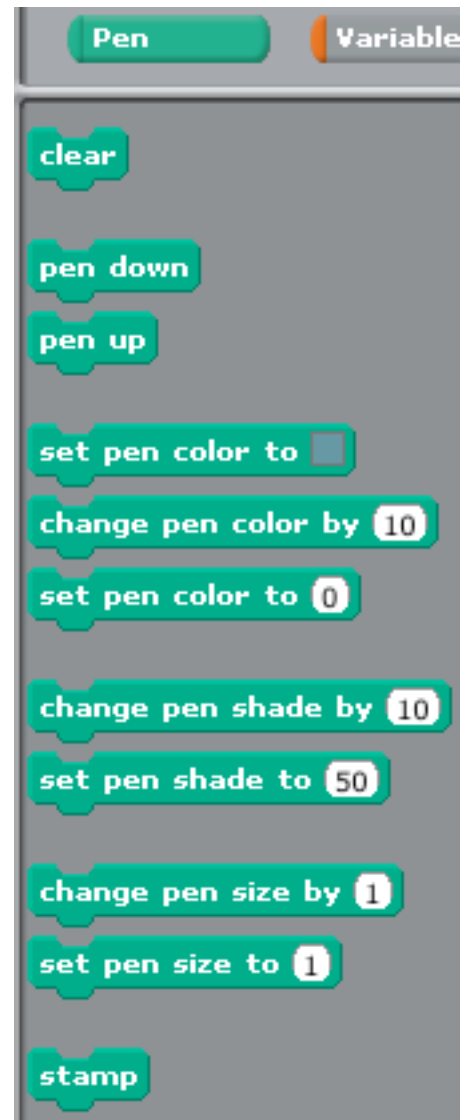 Pen Variable
clear
pen down
pen up
set pen color to
change pen color by 10
set pen color to 0
change pen shade by 10
set pen shade to 50
change pen size by 1
set pen size to 1
stamp